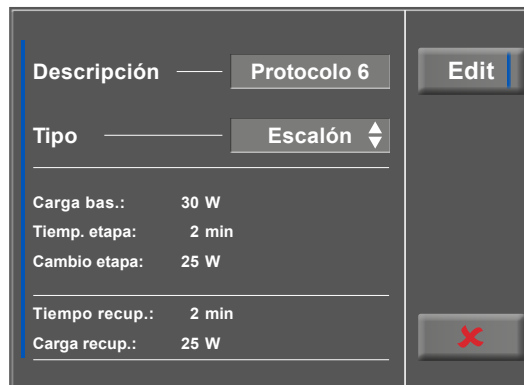 Descripción Protocolo 6 Edit
Tipo Escalón
Carga bas.: 30 W
Tiemp. etapa: 2 min
Cambio etapa: 25 W
Tiempo recup.: 2 min
Carga recup.: 25 W